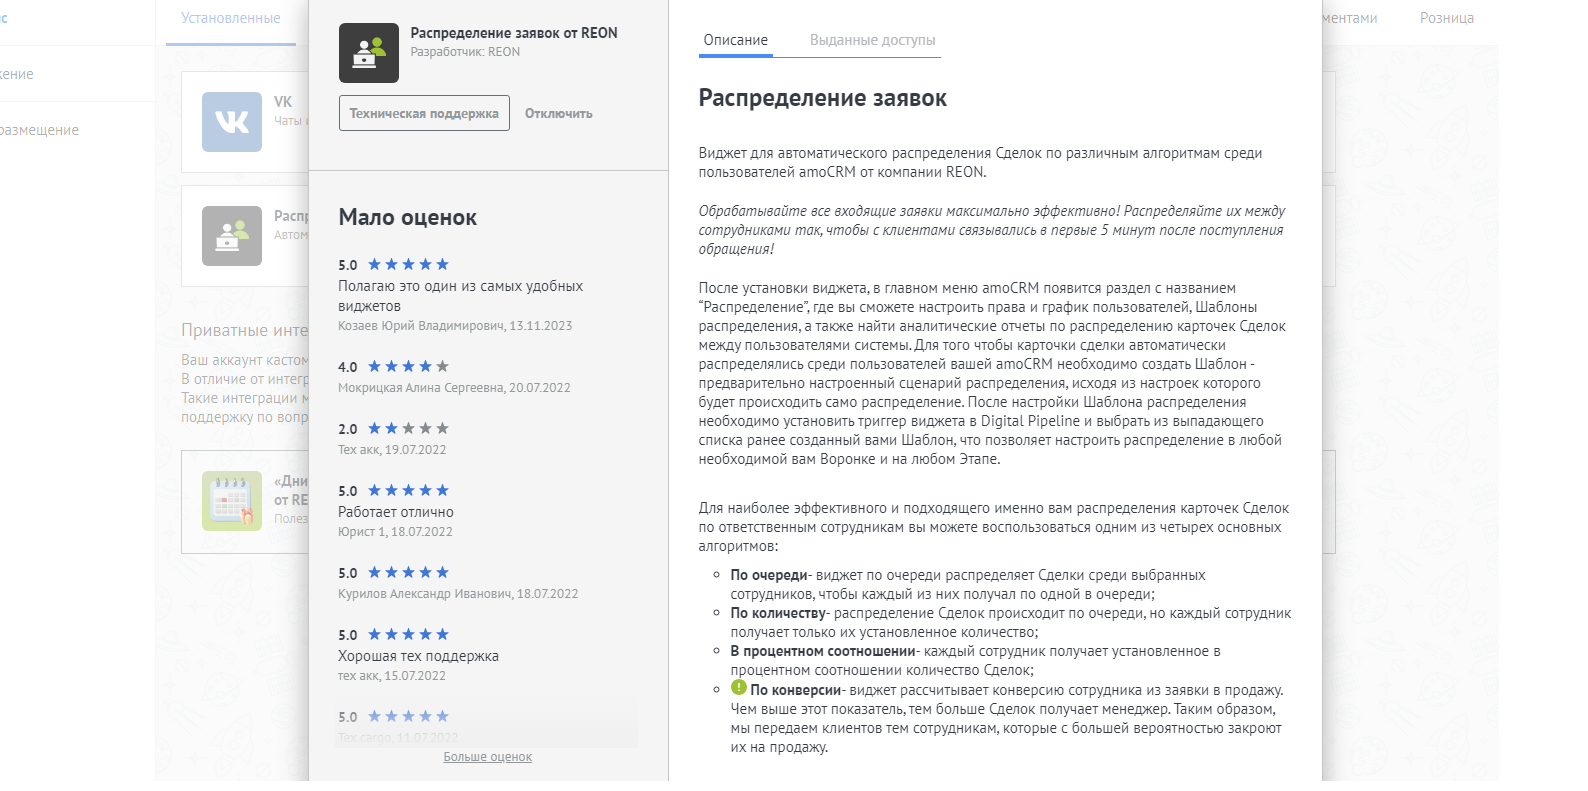 с
Установленные
ментами
Розница
жение
размещение
VK
Чаты
Расп
Автом
Приватные инте
Ваш аккаунт кастом
В отличие от интег
Такие интеграции
поддержку по вопр
«Дни
от RE
Полез
Распределение заявок от REON
Разработчик: REON
Техническая поддержка
Отключить
Мало оценок
5.0
Полагаю это один из самых удобных
виджетов
Козаев Юрий Владимирович, 13.11.2023
4.0
Мокрицкая Алина Сергеевна, 20.07.2022
2.0
Тех акк, 19.07.2022
5.0
Работает отлично
Юрист 1, 18.07.2022
5.0
Курилов Александр Иванович, 18.07.2022
5.0
Хорошая тех поддержка
тех акк, 15.07.2022
5.0
Тех cargo, 11.07.2022
Больше оценок
Описание
Выданные доступы
Распределение заявок
Виджет для автоматического распределения Сделок по различным алгоритмам среди
пользователей amoCRM от компании REON.
Обрабатывайте все входящие заявки максимально эффективно! Распределяйте их между
сотрудниками так, чтобы с клиентами связывались в первые 5 минут после поступления
обращения!
После установки виджета, в главном меню amoCRM появится раздел с названием
“Распределение”, где вы сможете настроить права и график пользователей, Шаблоны
распределения, а также найти аналитические отчеты по распределению карточек Сделок
между пользователями системы. Для того чтобы карточки сделки автоматически
распределялись среди пользователей вашей amoCRM необходимо создать Шаблон -
предварительно настроенный сценарий распределения, исходя из настроек которого
будет происходить само распределение. После настройки Шаблона распределения
необходимо установить триггер виджета в Digital Pipeline и выбрать из выпадающего
списка ранее созданный вами Шаблон, что позволяет настроить распределение в любой
необходимой вам Воронке и на любом Этапе.
Для наиболее эффективного и подходящего именно вам распределения карточек Сделок
по ответственным сотрудникам вы можете воспользоваться одним из четырех основных
алгоритмов:
По очереди- виджет по очереди распределяет Сделки среди выбранных
сотрудников, чтобы каждый из них получал по одной в очереди;
По количеству- распределение Сделок происходит по очереди, но каждый сотрудник
получает только их установленное количество;
В процентном соотношении- каждый сотрудник получает установленное в
процентном соотношении количество Сделок;
По конверсии- виджет рассчитывает конверсию сотрудника из заявки в продажу.
Чем выше этот показатель, тем больше Сделок получает менеджер. Таким образом,
мы передаем клиентов тем сотрудникам, которые с большей вероятностью закроют
их на продажу.